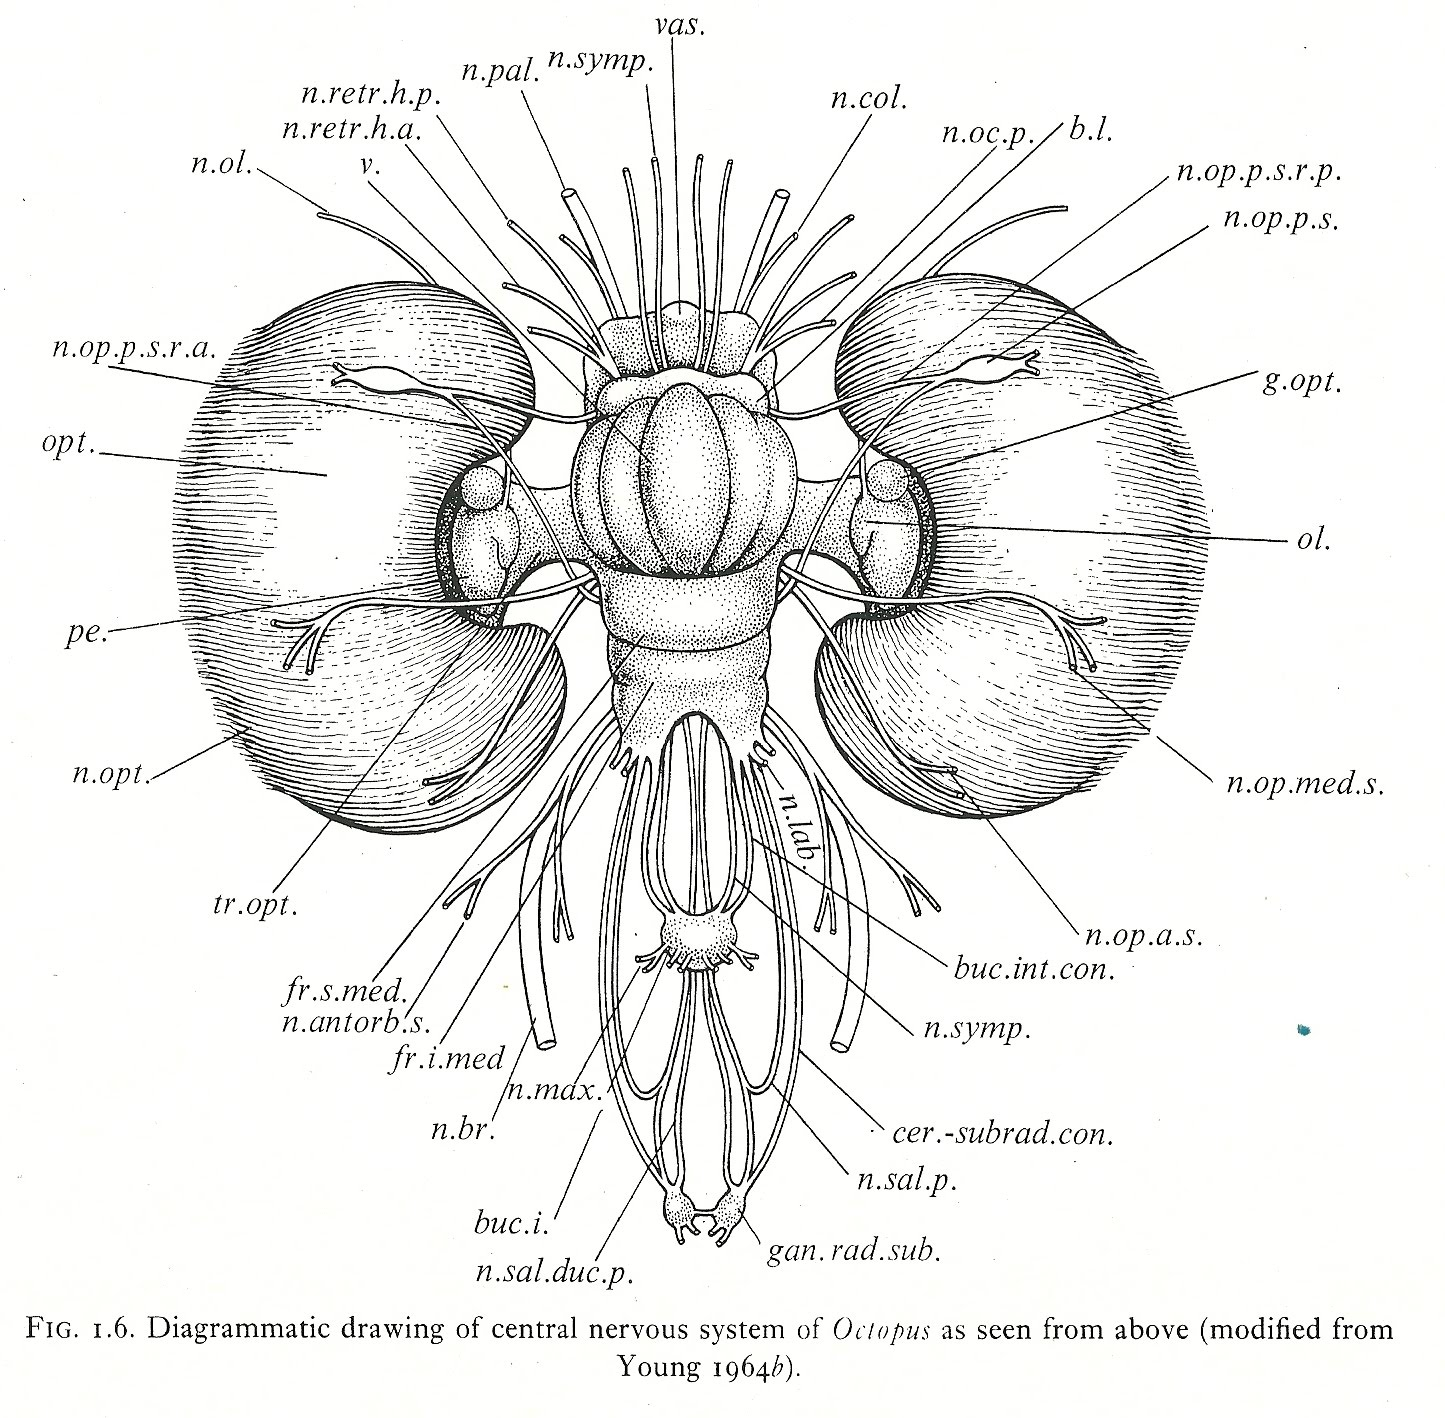 vas.
n.pal. n.symp.
n.retr.h.p. n.col.
n.retr.h.a. n.oc.p. b.l.
n.ol. v. n.op.p.s.r.p.
n.op.p.s.
n.op.p.s.r.a.
g.opt.
opt.
ol.
pe.
n.opt. n.op.med.s.
n.lab.
tr.opt.
n.op.a.s.
buc.int.con.
fr.s.med.
n.antorb.s. n.symp.
fr.i.med
n.max.
n.br. cer.-subrad.con.
n.sal.p.
buc.i.
gan.rad.sub.
n.sal.duc.p.
FIG. 1.6. Diagrammatic drawing of central nervous system of Octopus as seen from above (modified from
Young 1964b).